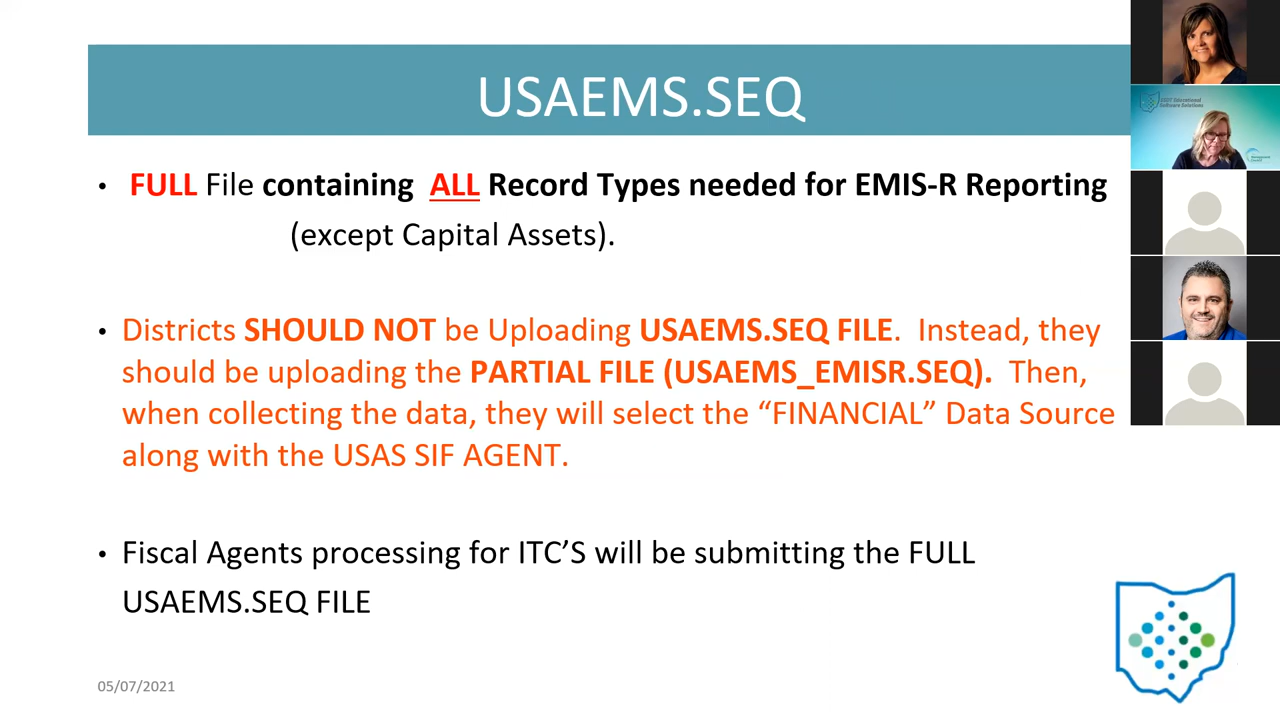 USAEMS.SEQ
• FULL File containing ALL Record Types needed for EMIS-R Reporting
(except Capital Assets).
• Districts SHOULD NOT be Uploading USAEMS.SEQ FILE. Instead, they
should be uploading the PARTIAL FILE (USAEMS_EMISR.SEQ). Then,
when collecting the data, they will select the “FINANCIAL” Data Source
along with the USAS SIF AGENT.
• Fiscal Agents processing for ITC’S will be submitting the FULL
USAEMS.SEQ FILE
05/07/2021